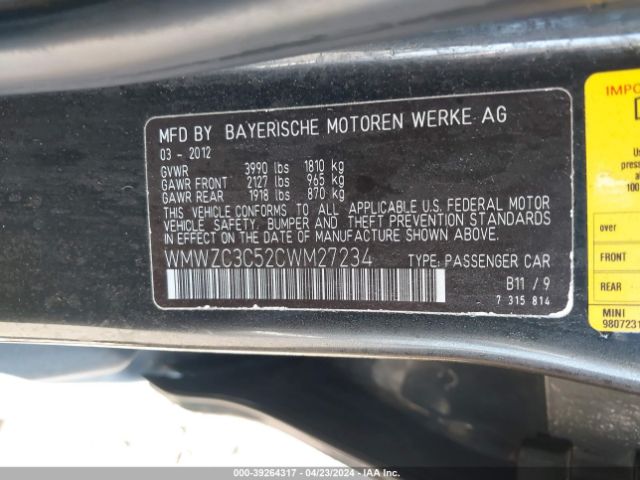 MFD BY BAYERISCHE MOTOREN WERKE AG
03 - 2012
GVWR 3990 lbs 1810 kg
GAWR FRONT 2127 lbs 965 kg
GAWR REAR 1918 lbs 870 kg
THIS VEHICLE CONFORMS TO ALL APPLICABLE U.S. FEDERAL MOTOR
VEHICLE SAFETY, BUMPER AND THEFT PREVENTION STANDARDS
IN EFFECT ON THE DATE OF MANUFACTURE SHOWN ABOVE.
WMWZC3C52CWM27234 TYPE: PASSENGER CAR
B11 / 9
7 315 814
over
FRONT
REAR
MINI
000-39264317 - 04/23/2024 - IAA Inc.